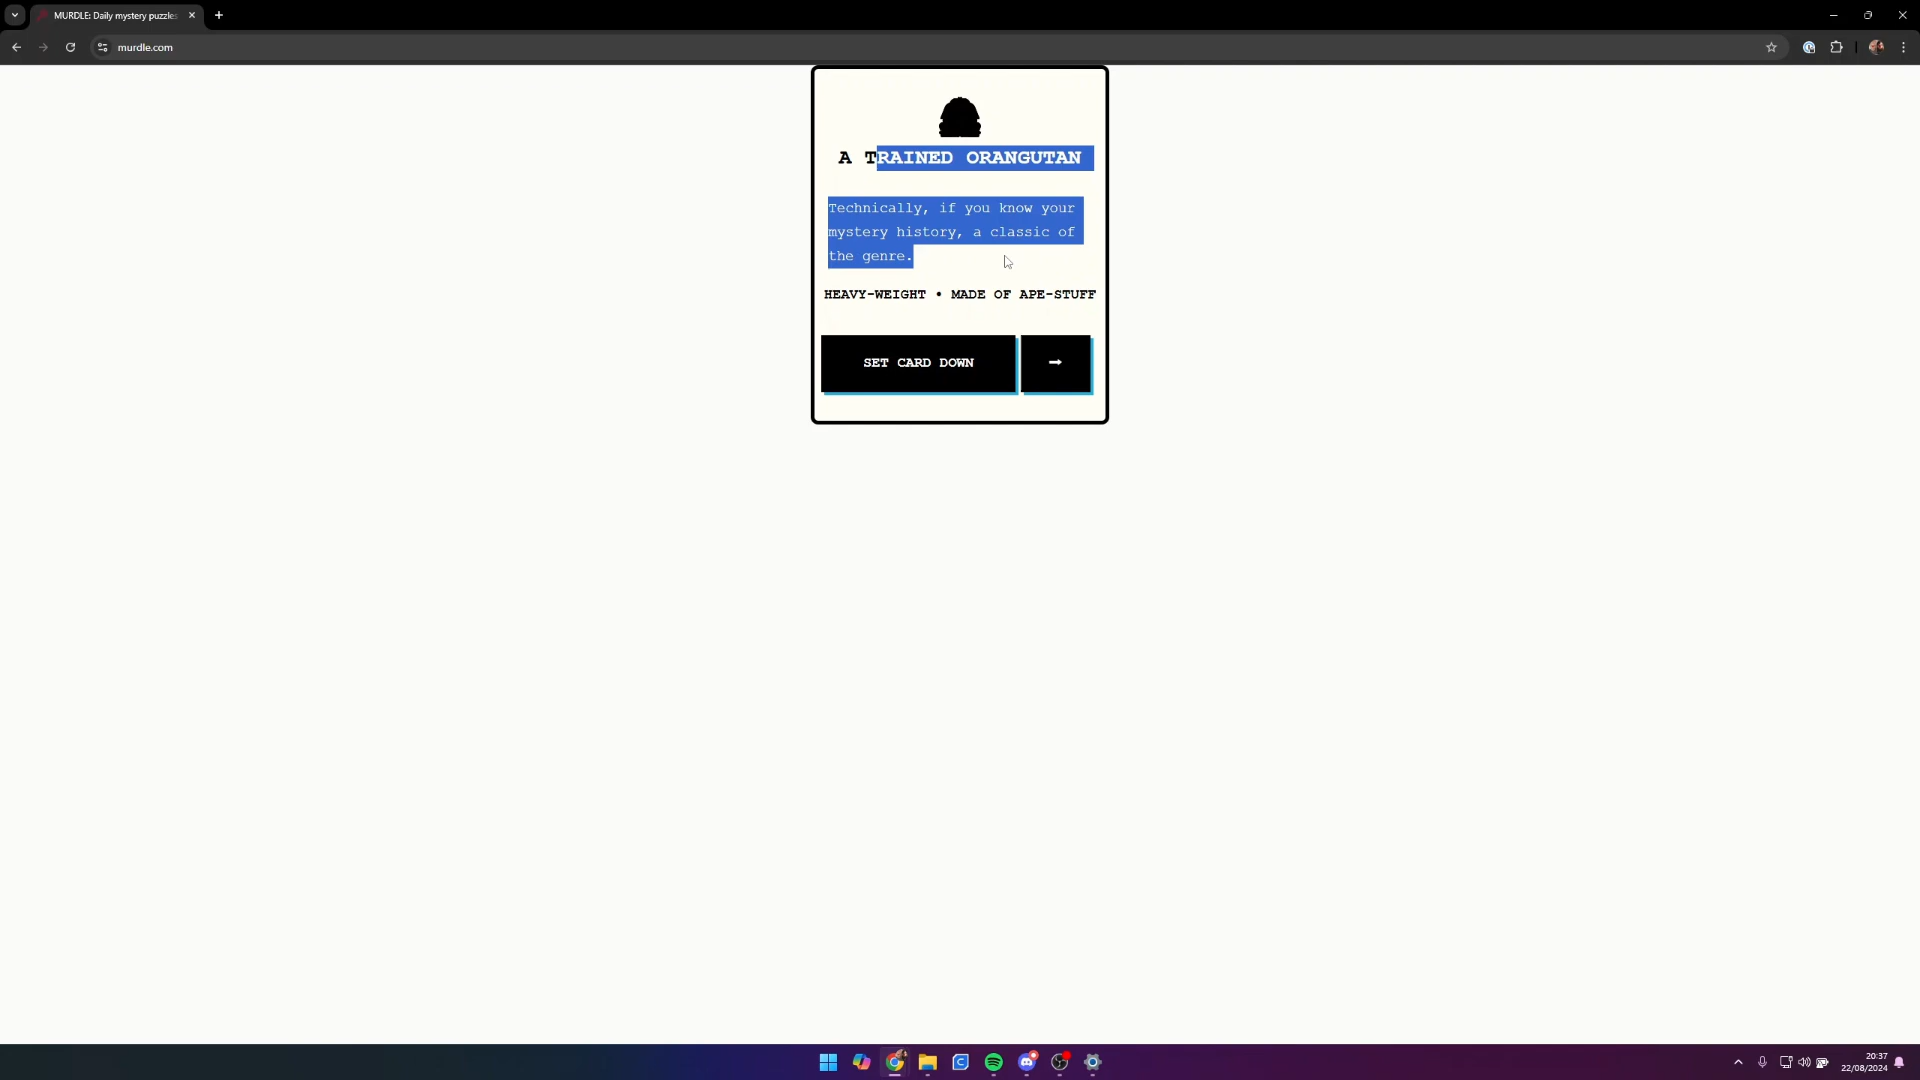 MURDLE: Daily mystery puzzles
murdle.com
A TRAINED ORANGUTAN
Technically, if you know your
mystery history, a classic of
the genre.
HEAVY-WEIGHT • MADE OF APE-STUFF
SET CARD DOWN →
20:37
22/08/2024